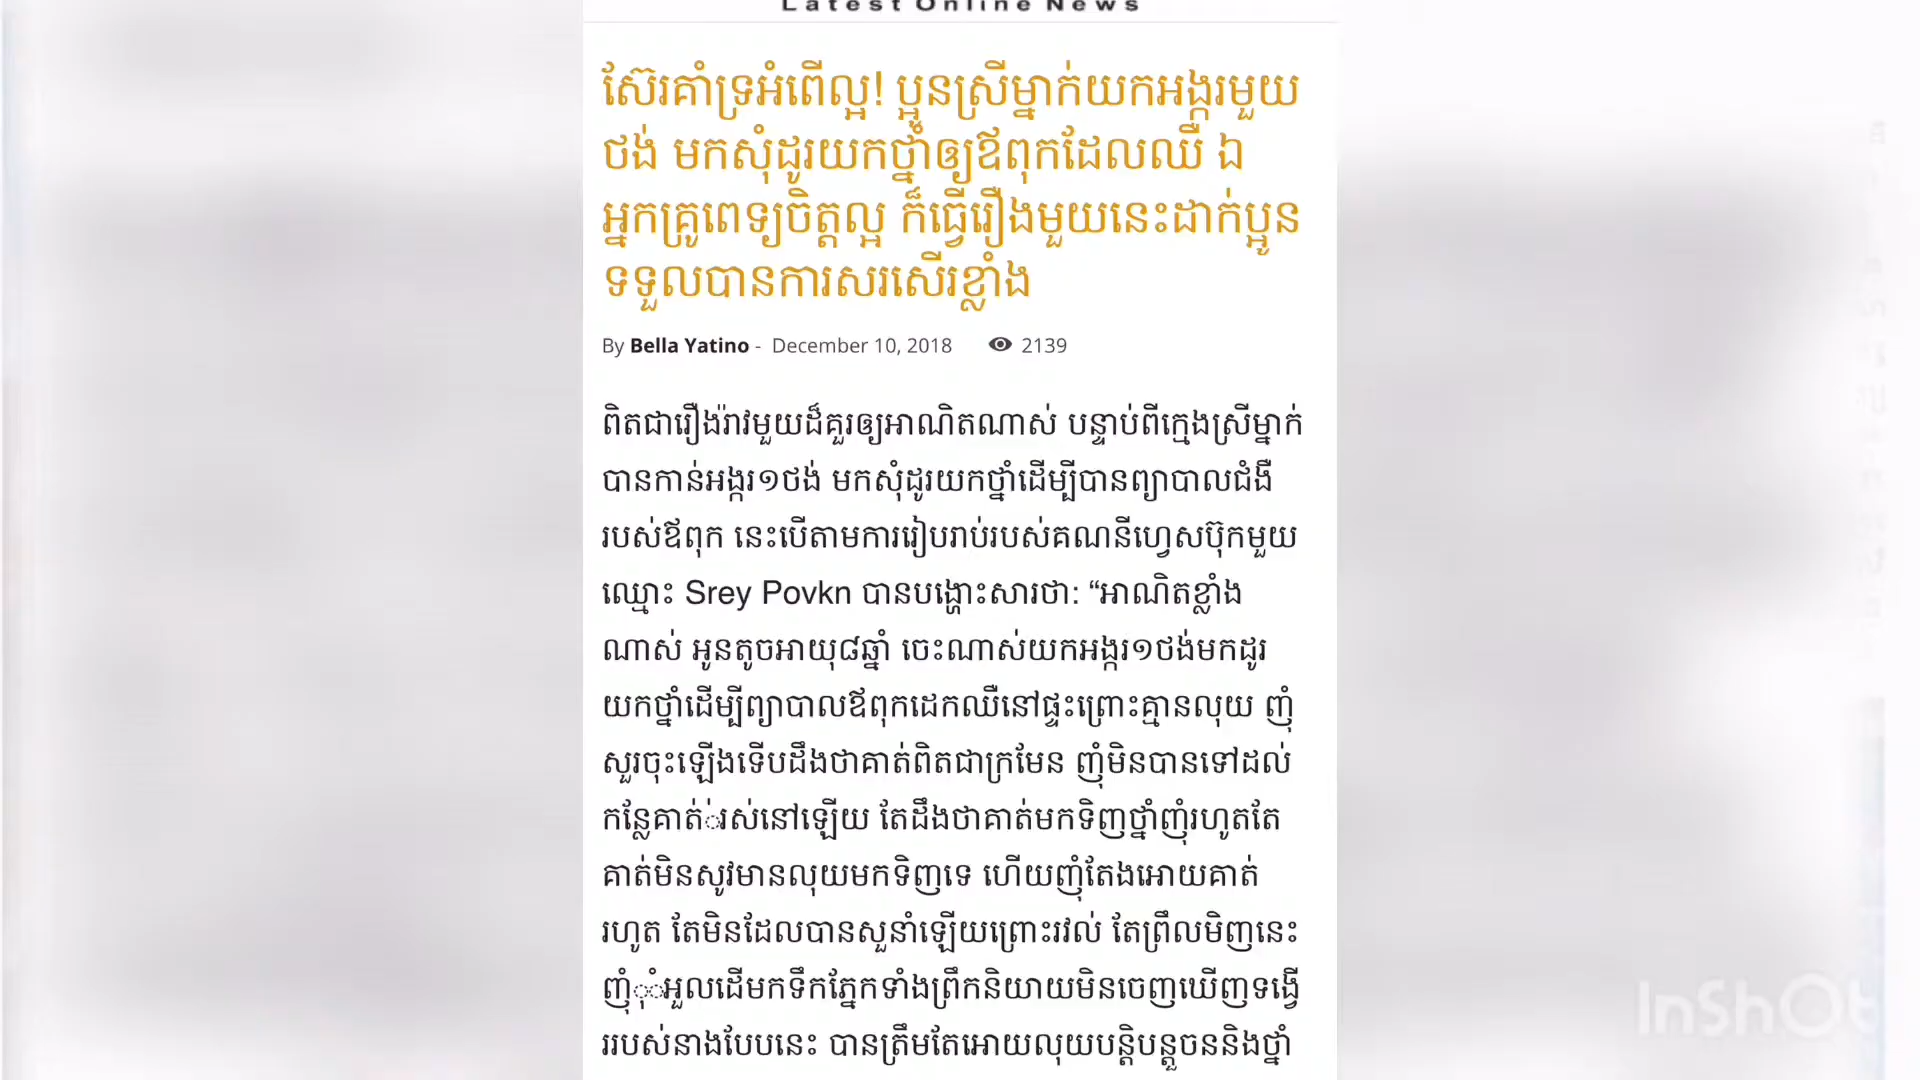 Latest Online News
ស៊ែរគាំទ្រអំពើល្អ! ប្អូនស្រីម្នាក់យកអង្ករមួយ
ថង់ មកសុំដូរយកថ្នាំឲ្យឪពុកដែលឈឺ ឯ
អ្នកគ្រូពេទ្យចិត្តល្អ ក៏ធ្វើរឿងមួយនេះដាក់ប្អូន
ទទួលបានការសរសើរខ្លាំង
By Bella Yatino - December 10, 2018 2139
ពិតជារឿងរ៉ាវមួយដ៏គួរឲ្យអាណិតណាស់ បន្ទាប់ពីក្មេងស្រីម្នាក់
បានកាន់អង្ករ១ថង់ មកសុំដូរយកថ្នាំដើម្បីបានព្យាបាលជំងឺ
របស់ឪពុក នេះបើតាមការរៀបរាប់របស់គណនីហ្វេសប៊ុកមួយ
ឈ្មោះ Srey Povkn បានបង្ហោះសារថា: “អាណិតខ្លាំង
ណាស់ អូនតូចអាយុ៨ឆ្នាំ ចេះណាស់យកអង្ករ១ថង់មកដូរ
យកថ្នាំដើម្បីព្យាបាលឪពុកដេកឈឺនៅផ្ទះព្រោះគ្មានលុយ ញុំ
សួរចុះឡើងទើបដឹងថាគាត់ពិតជាក្រមែន ញុំមិនបានទៅដល់
កន្លែគាត់់រស់នៅឡើយ តែដឹងថាគាត់មកទិញថ្នាំញុំរហូតតែ
គាត់មិនសូវមានលុយមកទិញទេ ហើយញុំតែងអោយគាត់
រហូត តែមិនដែលបានសួនាំឡើយព្រោះរវល់ តែព្រឹលមិញនេះ
ញុំុំអួលដើមកទឹកភ្នែកទាំងព្រឹកនិយាយមិនចេញឃើញទង្វើ
ររបស់នាងបែបនេះ បានត្រឹមតែអោយលុយបន្តិបន្តួចននិងថ្នាំ
InShOt